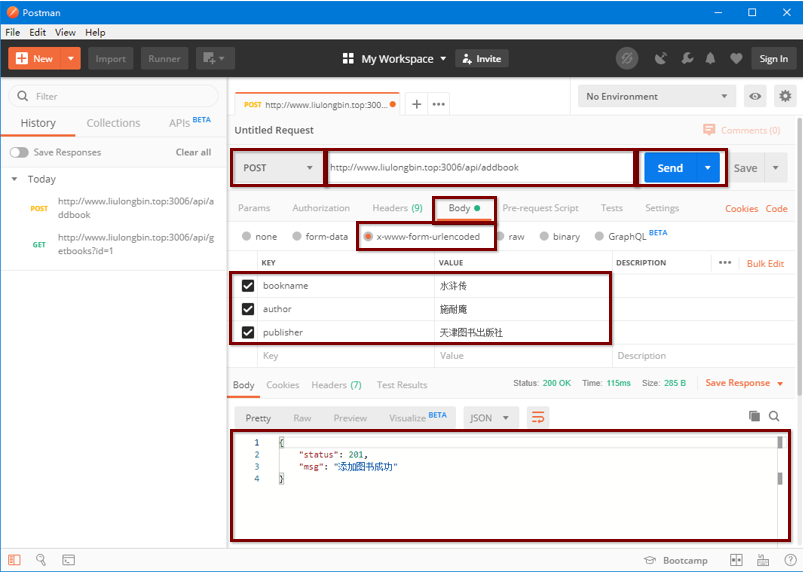 Postman
File Edit View Help
New Import Runner My Workspace Invite Sign In
Filter
History Collections APIs BETA
Save Responses Clear all
Today
POST http://www.liulongbin.top:3006/api/a
ddbook
GET http://www.liulongbin.top:3006/api/g
etbooks?id=1
POST http://www.liulongbin.top:300... + •••
No Environment
Untitled Request Comments (0)
POST http://www.liulongbin.top:3006/api/addbook Send Save
Params Authorization Headers (9) Body Pre-request Script Tests Settings Cookies Code
none form-data x-www-form-urlencoded raw binary GraphQL BETA
KEY VALUE DESCRIPTION ••• Bulk Edit
bookname 水浒传
author 施耐庵
publisher 天津图书出版社
Key Value Description
Body Cookies Headers (7) Test Results Status: 200 OK Time: 115ms Size: 285 B Save Response
Pretty Raw Preview Visualize BETA JSON
1 {
2 "status": 201,
3 "msg": "添加图书成功"
4 }
Bootcamp